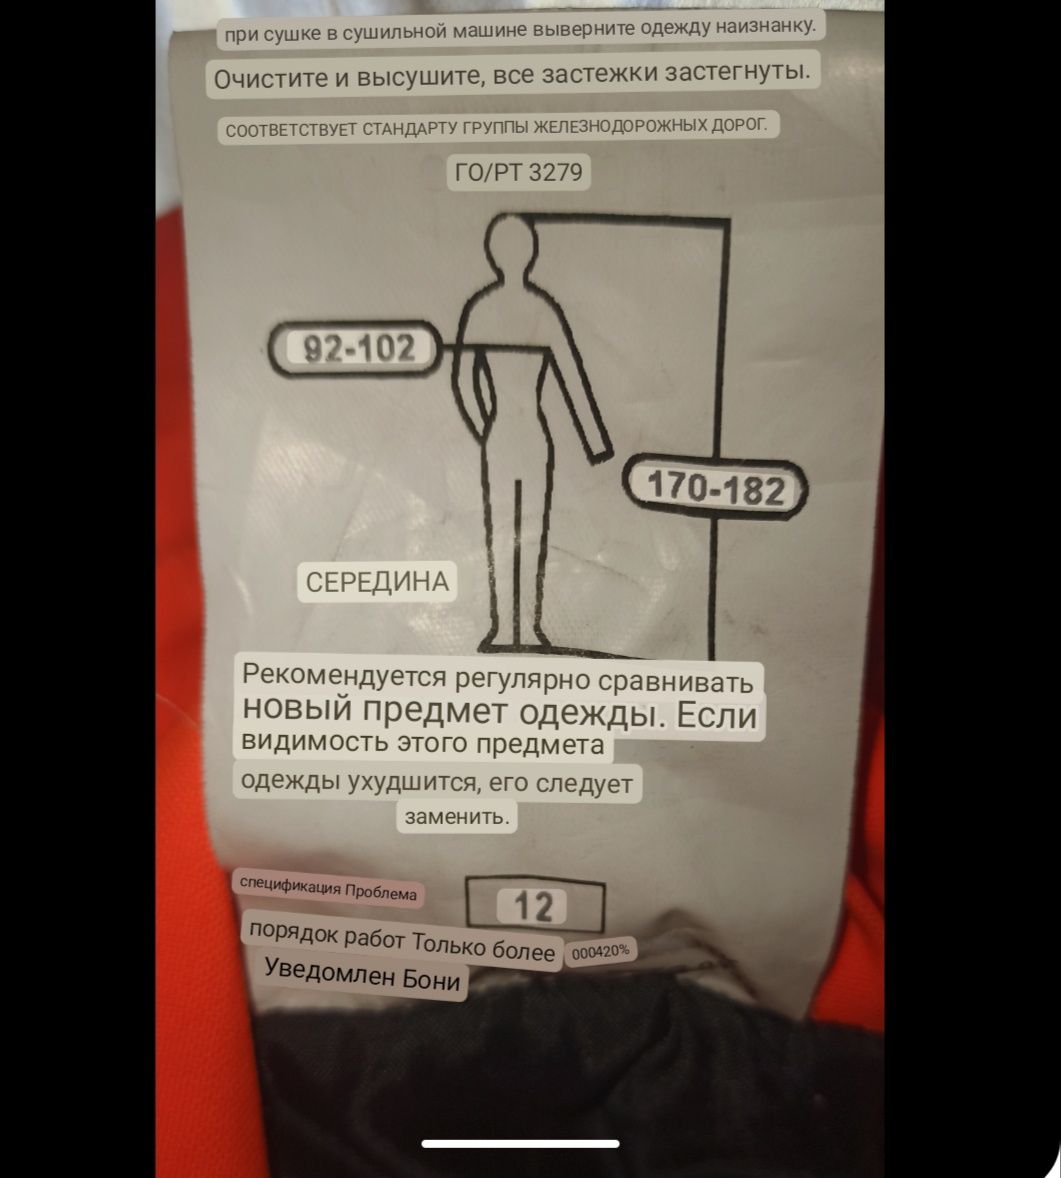 при сушке в сушильной машине выверните одежду наизнанку.
Очистите и высушите, все застежки застегнуты.
СООТВЕТСТВУЕТ СТАНДАРТУ ГРУППЫ ЖЕЛЕЗНОДОРОЖНЫХ ДОРОГ.
ГО/РТ 3279
92-102
170-182
СЕРЕДИНА
Рекомендуется регулярно сравнивать
новый предмет одежды. Если
видимость этого предмета
одежды ухудшится, его следует
заменить.
спецификация Проблема
12
порядок работ Только более 000420%
Уведомлен Бони